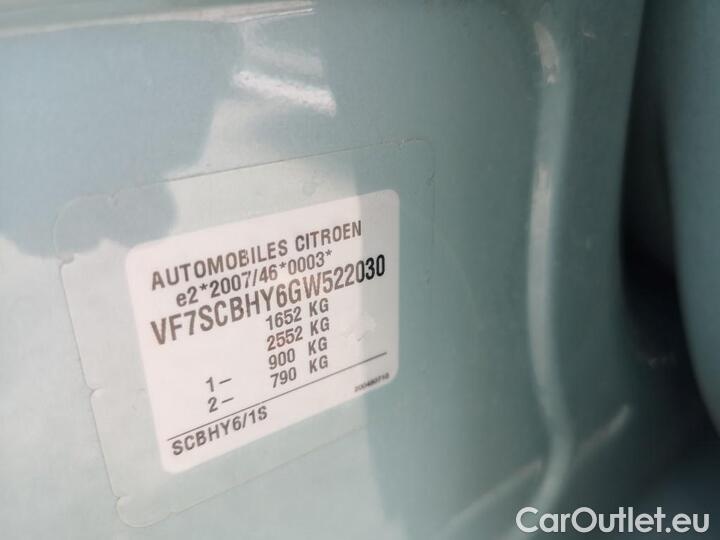 AUTOMOBILES CITROEN
e2*2007/46*0003*
VF7SCBHY6GW522030
1652 KG
2552 KG
1- 900 KG
2- 790 KG
SCBHY6/1S
CarOutlet.eu